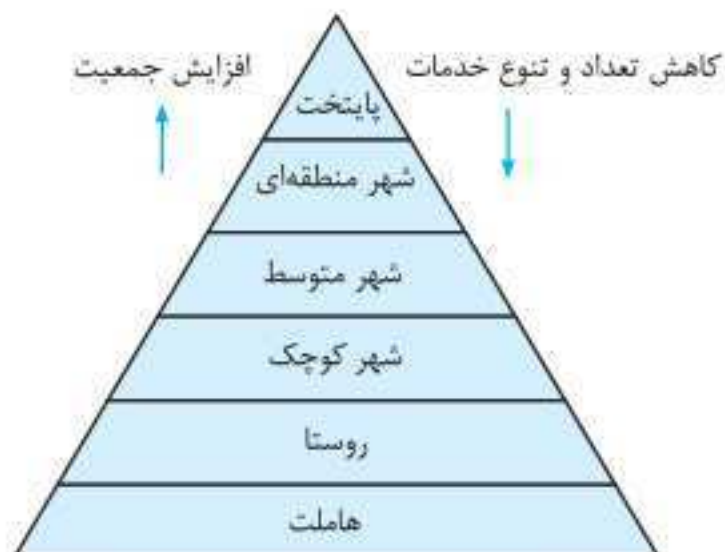 کاهش تعداد و تنوع خدمات
افزایش جمعیت
پایتخت
شهر منطقه‌ای
شهر متوسط
شهر کوچک
روستا
هاملت